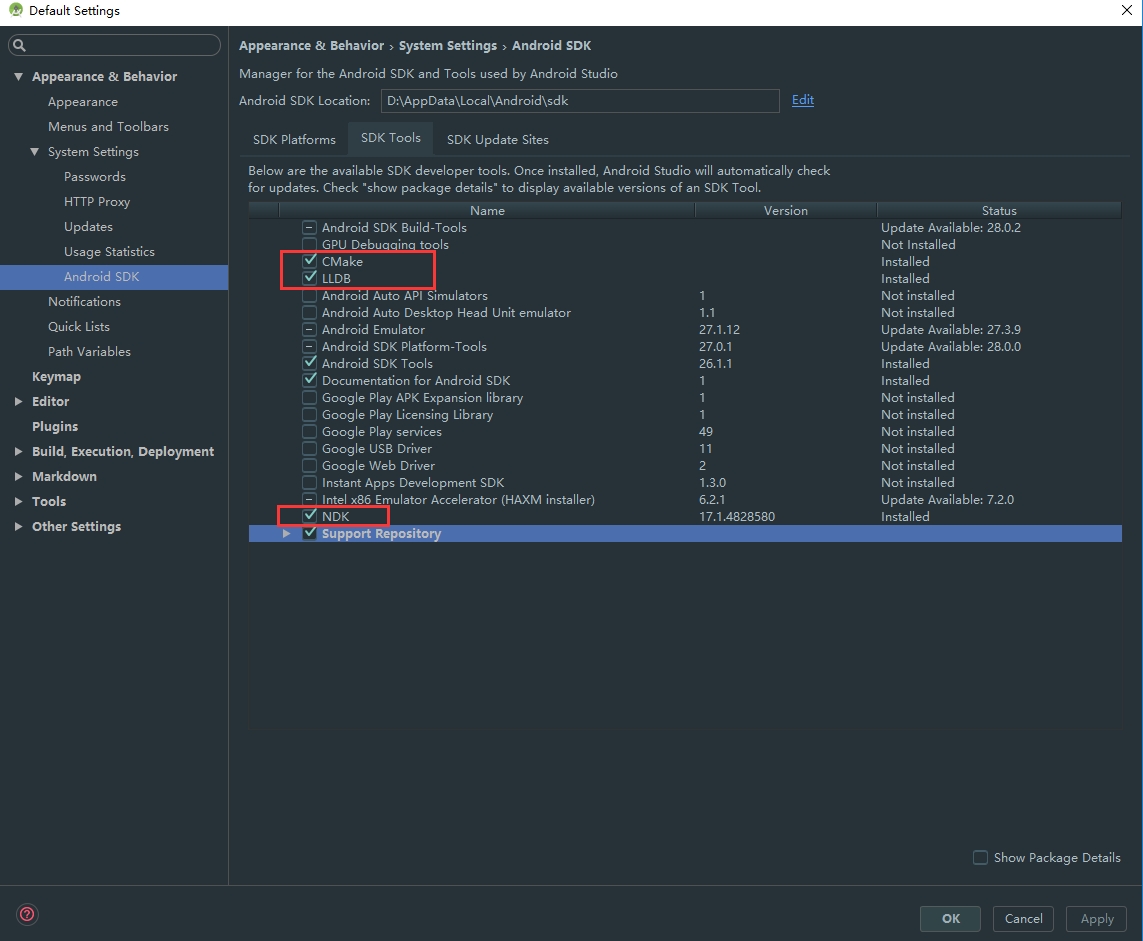 Default Settings
Appearance & Behavior
Appearance
Menus and Toolbars
System Settings
Passwords
HTTP Proxy
Updates
Usage Statistics
Android SDK
Notifications
Quick Lists
Path Variables
Keymap
Editor
Plugins
Build, Execution, Deployment
Markdown
Tools
Other Settings
Appearance & Behavior › System Settings › Android SDK
Manager for the Android SDK and Tools used by Android Studio
Android SDK Location: D:\AppData\Local\Android\sdk Edit
SDK Platforms SDK Tools SDK Update Sites
Below are the available SDK developer tools. Once installed, Android Studio will automatically check
for updates. Check "show package details" to display available versions of an SDK Tool.
Name Version Status
Android SDK Build-Tools Update Available: 28.0.2
GPU Debugging tools Not Installed
CMake Installed
LLDB Installed
Android Auto API Simulators 1 Not installed
Android Auto Desktop Head Unit emulator 1.1 Not installed
Android Emulator 27.1.12 Update Available: 27.3.9
Android SDK Platform-Tools 27.0.1 Update Available: 28.0.0
Android SDK Tools 26.1.1 Installed
Documentation for Android SDK 1 Installed
Google Play APK Expansion library 1 Not installed
Google Play Licensing Library 1 Not installed
Google Play services 49 Not installed
Google USB Driver 11 Not installed
Google Web Driver 2 Not installed
Instant Apps Development SDK 1.3.0 Not installed
Intel x86 Emulator Accelerator (HAXM installer) 6.2.1 Update Available: 7.2.0
NDK 17.1.4828580 Installed
Support Repository
Show Package Details
? OK Cancel Apply